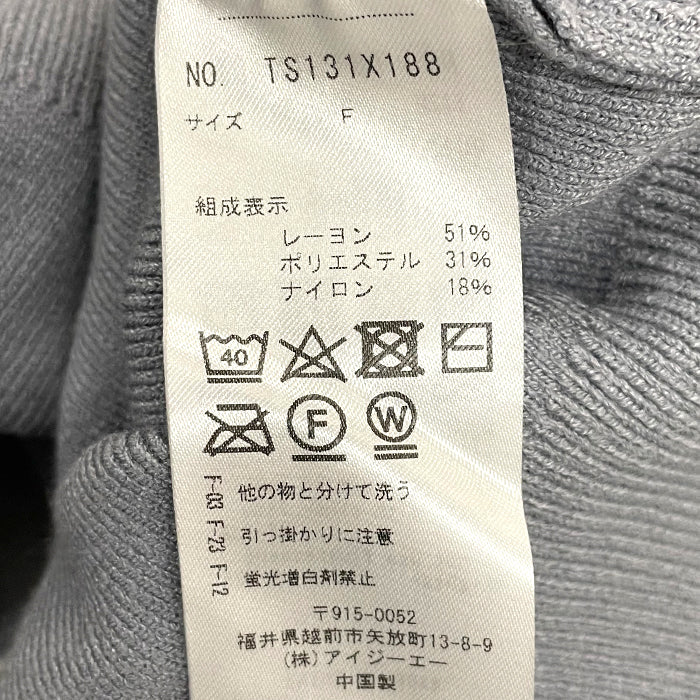 NO. TS131X188
サイズ F
組成表示
レーヨン 51%
ポリエステル 31%
ナイロン 18%
40
F W
F-03 他の物と分けて洗う
F-23 引っ掛かりに注意
F-12 蛍光増白剤禁止
〒915-0052
福井県越前市矢放町13-8-9
(株)アイジーエー
中国製